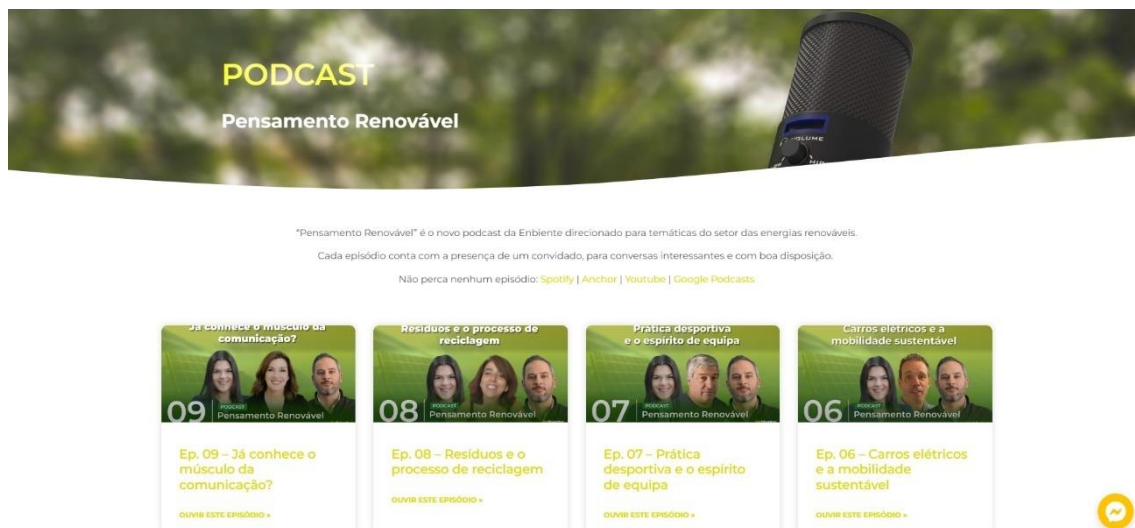 PODCAST
Pensamento Renovável
VOLUME
“Pensamento Renovável” é o novo podcast da Enbiente direcionado para temáticas do setor das energias renováveis.
Cada episódio conta com a presença de um convidado, para conversas interessantes e com boa disposição.
Não perca nenhum episódio: Spotify | Anchor | Youtube | Google Podcasts
Já conhece o músculo da
comunicação?
09
PODCAST
Pensamento Renovável
Ep. 09 – Já conhece o
músculo da
comunicação?
OUVIR ESTE EPISÓDIO »
Resíduos e o processo de
reciclagem
08
PODCAST
Pensamento Renovável
Ep. 08 – Resíduos e o
processo de reciclagem
OUVIR ESTE EPISÓDIO »
Prática desportiva
e o espírito de equipa
07
PODCAST
Pensamento Renovável
Ep. 07 – Prática
desportiva e o espírito
de equipa
OUVIR ESTE EPISÓDIO »
Carros elétricos e a
mobilidade sustentável
06
PODCAST
Pensamento Renovável
Ep. 06 – Carros elétricos
e a mobilidade
sustentável
OUVIR ESTE EPISÓDIO »